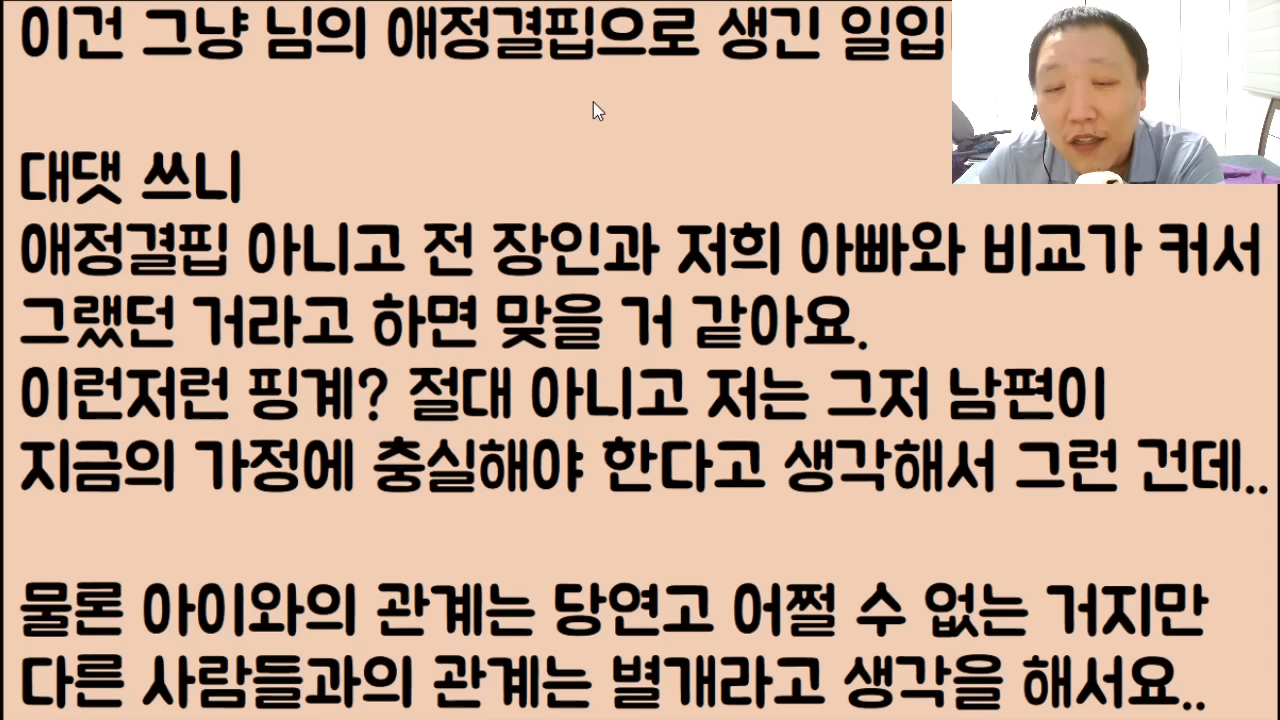 이건 그냥 님의 애정결핍으로 생긴 일입
대댓 쓰니
애정결핍 아니고 전 장인과 저희 아빠와 비교가 커서
그랬던 거라고 하면 맞을 거 같아요.
이런저런 핑계? 절대 아니고 저는 그저 남편이
지금의 가정에 충실해야 한다고 생각해서 그런 건데..
물론 아이와의 관계는 당연고 어쩔 수 없는 거지만
다른 사람들과의 관계는 별개라고 생각을 해서요..